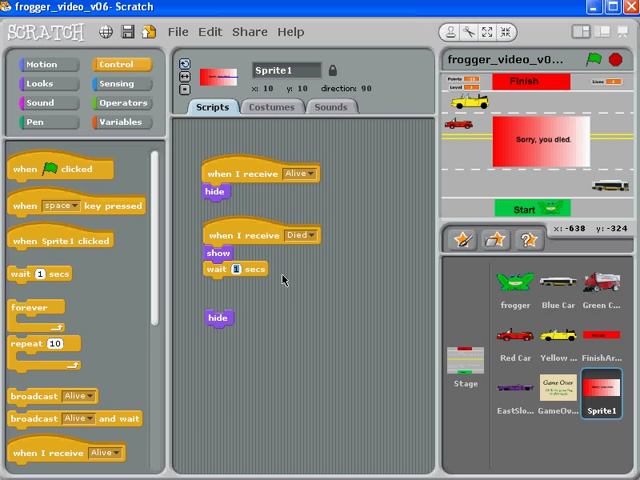 frogger_video_v06- Scratch
SCRATCH File Edit Share Help
Motion Control
Looks Sensing
Sound Operators
Pen Variables
when clicked
when space key pressed
when Sprite1 clicked
wait 1 secs
forever
repeat 10
broadcast Alive
broadcast Alive and wait
when I receive Alive
Sprite1
x: 10 y: 10 direction: 90
Scripts Costumes Sounds
when I receive Alive
hide
when I receive Died
show
wait 1 secs
hide
frogger_video_v0...
Points
Level
Finish
Lives
Sorry, you died.
Start
x: -638 y: -324
frogger Blue Car Green C...
Red Car Yellow ... FinishAr...
Stage
EastSlo... GameOv... Sprite1
Game Over